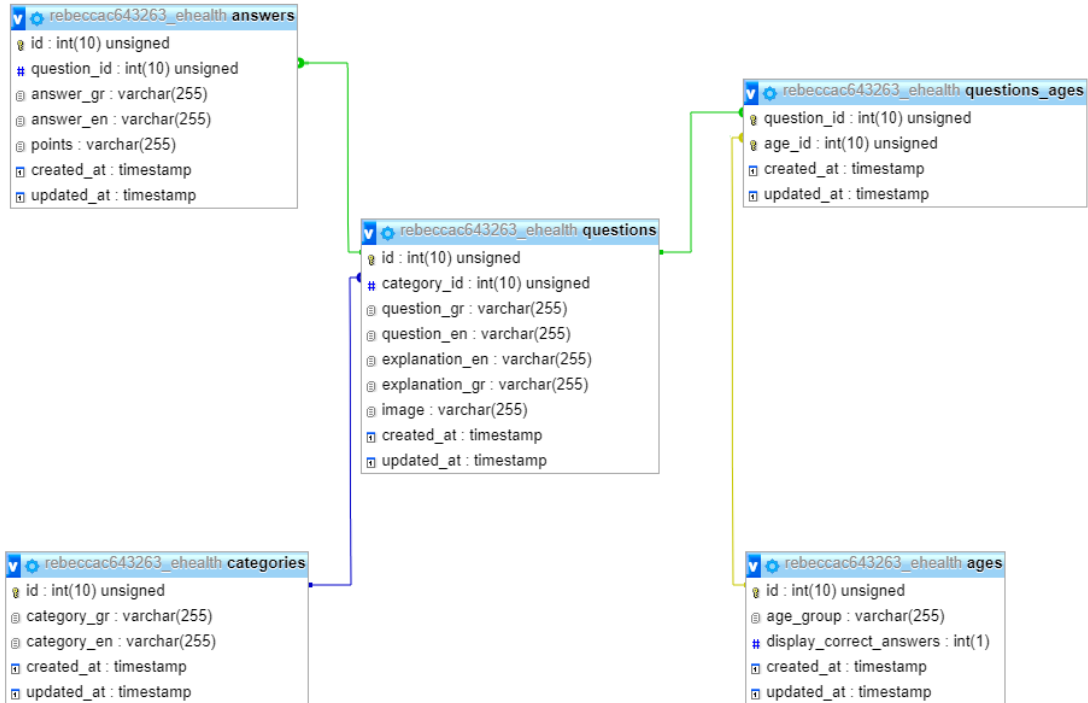 rebeccac643263_ehealth answers
id : int(10) unsigned
question_id : int(10) unsigned
answer_gr : varchar(255)
answer_en : varchar(255)
points : varchar(255)
created_at : timestamp
updated_at : timestamp
rebeccac643263_ehealth questions_ages
question_id : int(10) unsigned
age_id : int(10) unsigned
created_at : timestamp
updated_at : timestamp
rebeccac643263_ehealth questions
id : int(10) unsigned
category_id : int(10) unsigned
question_gr : varchar(255)
question_en : varchar(255)
explanation_en : varchar(255)
explanation_gr : varchar(255)
image : varchar(255)
created_at : timestamp
updated_at : timestamp
rebeccac643263_ehealth categories
id : int(10) unsigned
category_gr : varchar(255)
category_en : varchar(255)
created_at : timestamp
updated_at : timestamp
rebeccac643263_ehealth ages
id : int(10) unsigned
age_group : varchar(255)
display_correct_answers : int(1)
created_at : timestamp
updated_at : timestamp